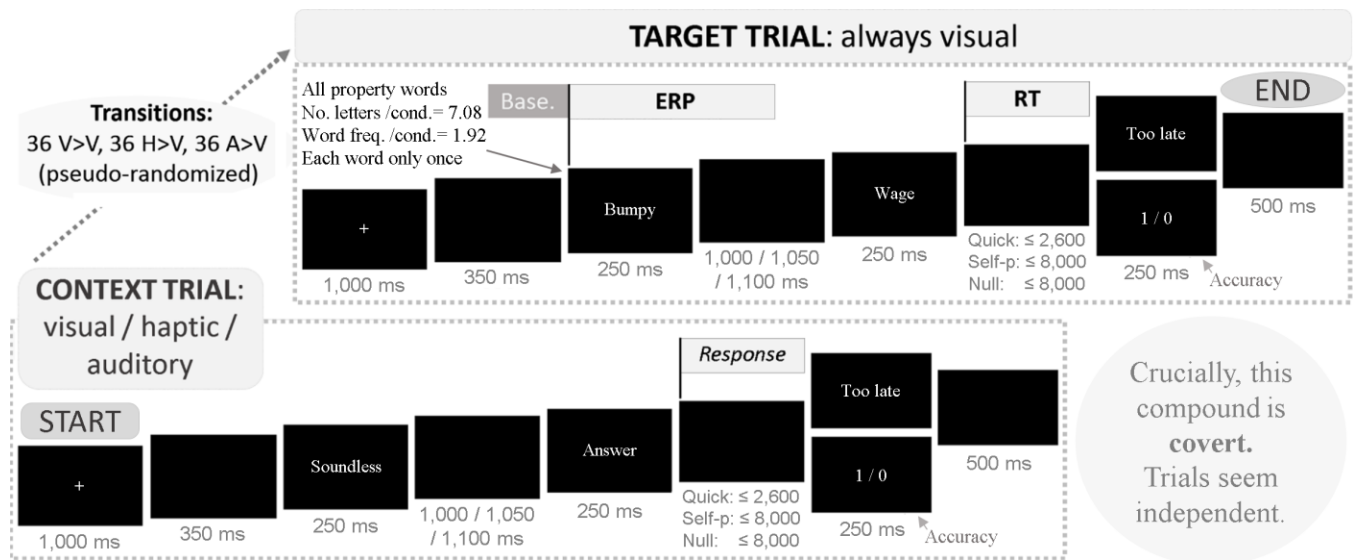 TARGET TRIAL: always visual
Transitions:
36 V>V, 36 H>V, 36 A>V
(pseudo-randomized)
All property words
No. letters /cond.= 7.08
Word freq. /cond.= 1.92
Each word only once
Base.
ERP
RT
END
+
1,000 ms
350 ms
Bumpy
250 ms
1,000 / 1,050
/ 1,100 ms
Wage
250 ms
Quick: ≤ 2,600
Self-p: ≤ 8,000
Null: ≤ 8,000
Too late
1 / 0
250 ms
Accuracy
500 ms
CONTEXT TRIAL:
visual / haptic /
auditory
START
+
1,000 ms
350 ms
Soundless
250 ms
1,000 / 1,050
/ 1,100 ms
Answer
250 ms
Response
Quick: ≤ 2,600
Self-p: ≤ 8,000
Null: ≤ 8,000
Too late
1 / 0
250 ms
Accuracy
500 ms
Crucially, this
compound is
covert.
Trials seem
independent.